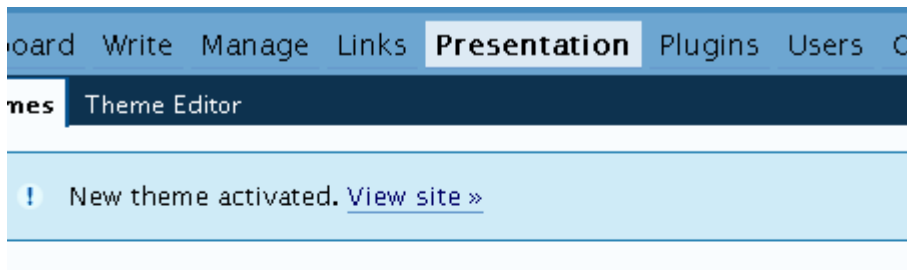 oard Write Manage Links Presentation Plugins Users
mes Theme Editor
! New theme activated. View site »